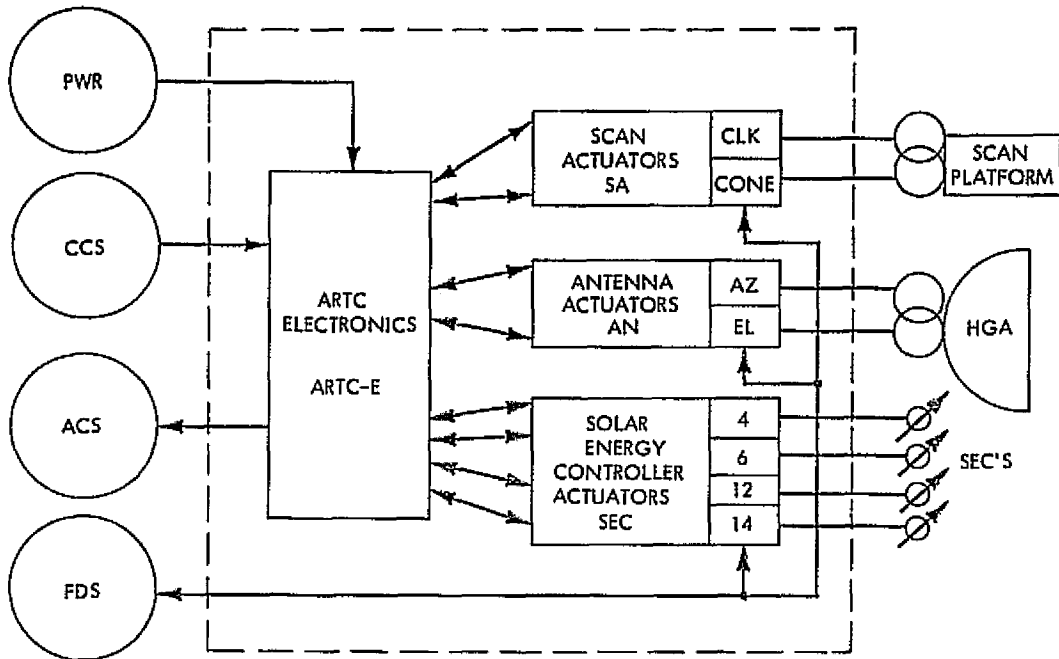 PWR
CCS
ACS
FDS
ARTC
ELECTRONICS
ARTC-E
SCAN
ACTUATORS
SA
CLK
CONE
SCAN
PLATFORM
ANTENNA
ACTUATORS
AN
AZ
EL
HGA
SOLAR
ENERGY
CONTROLLER
ACTUATORS
SEC
4
6
12
14
SEC'S